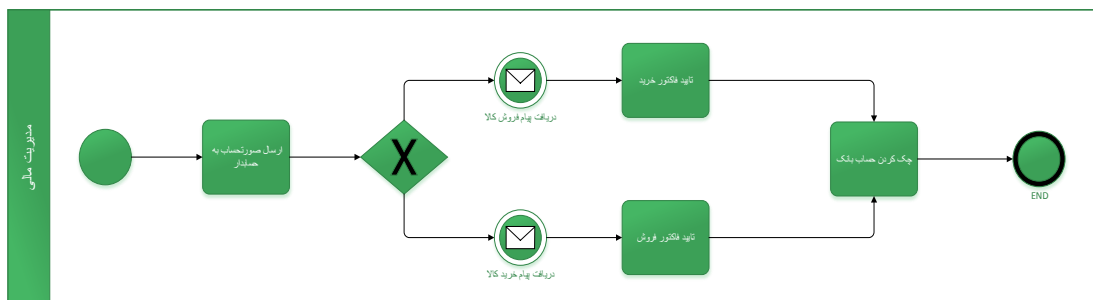 مدیریت مالی
ارسال صورتحساب به
حسابدار
X
دریافت پیام فروش کالا
تایید فاکتور خرید
دریافت پیام خرید کالا
تایید فاکتور فروش
چک کردن حساب بانک
END